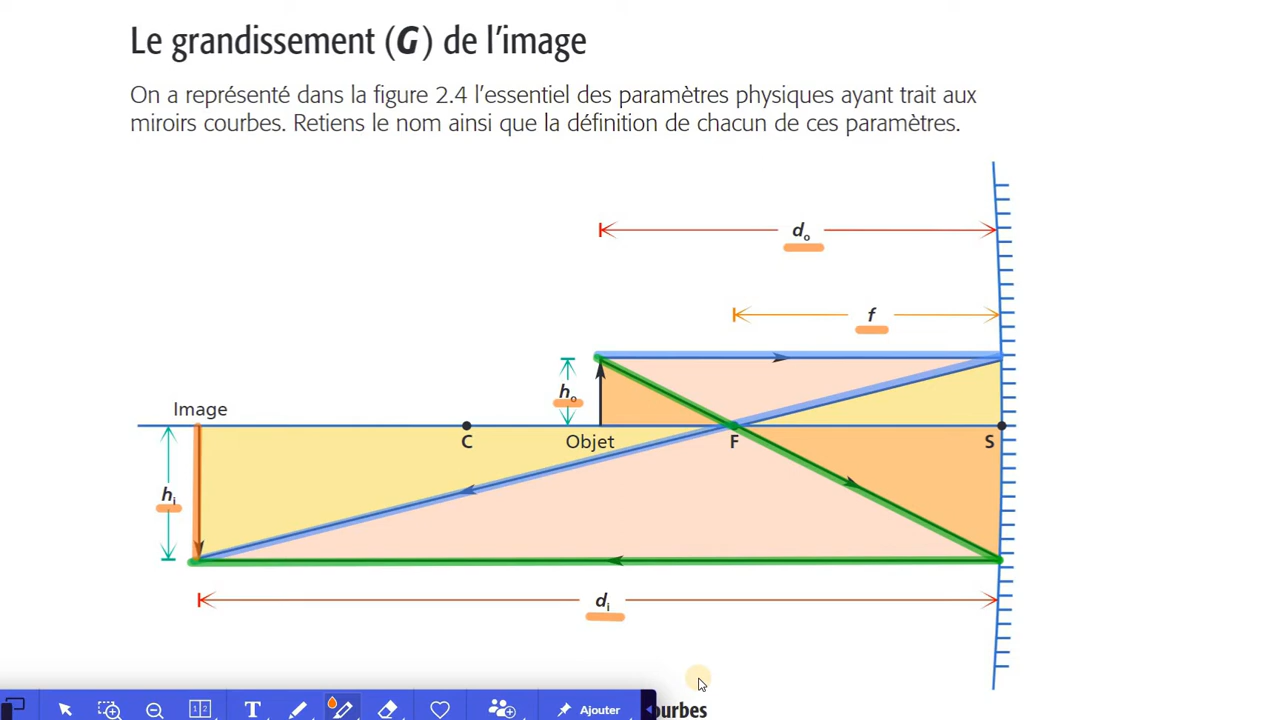 Le grandissement (G) de l’image
On a représenté dans la figure 2.4 l’essentiel des paramètres physiques ayant trait aux
miroirs courbes. Retiens le nom ainsi que la définition de chacun de ces paramètres.
do
f
ho
Image
C
Objet
F
S
hi
di
ourbes
1 2
T
Ajouter